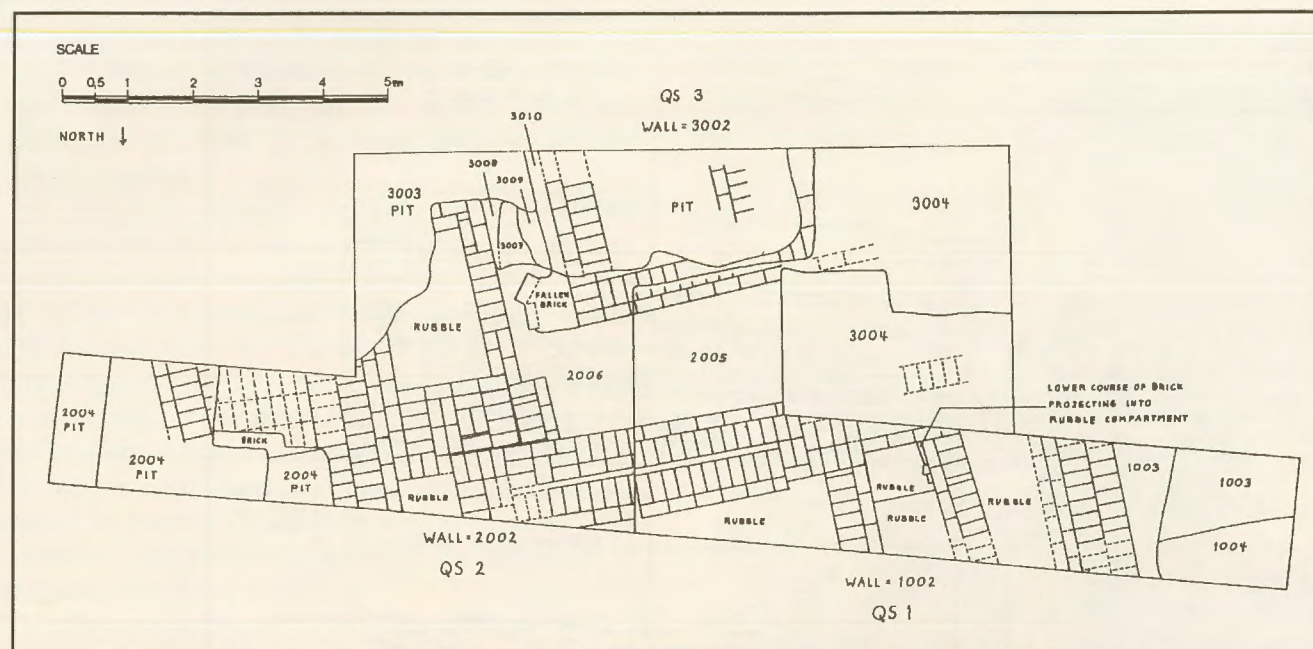 SCALE
0 0,5 1 2 3 4 5m
NORTH ↓
QS 3
WALL = 3002
3010
3008
3009
3003
PIT
3007
PIT
3004
FALLEN
BRICK
RUBBLE
2006
2005
3004
LOWER COURSE OF BRICK
PROJECTING INTO
RUBBLE COMPARTMENT
2004
PIT
2004
PIT
BRICK
2004
PIT
RUBBLE
RUBBLE
RUBBLE
RUBBLE
RUBBLE
1003
1003
1004
WALL = 2002
QS 2
WALL = 1002
QS 1